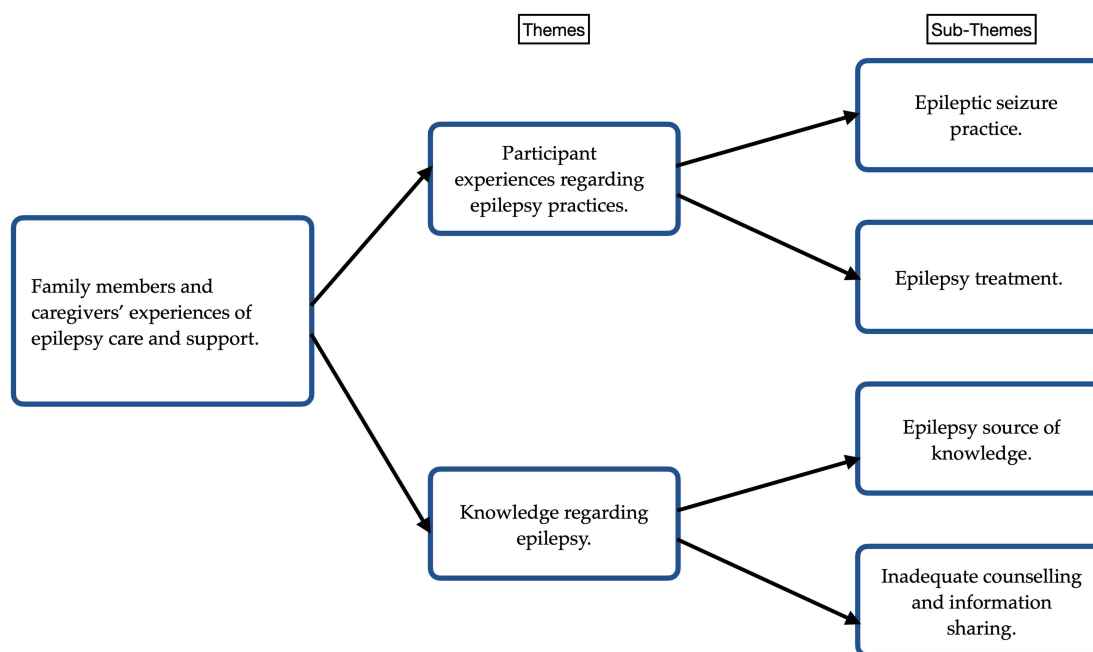 Themes
Sub-Themes
Family members and
caregivers’ experiences of
epilepsy care and support.
Participant
experiences regarding
epilepsy practices.
Epileptic seizure
practice.
Epilepsy treatment.
Knowledge regarding
epilepsy.
Epilepsy source of
knowledge.
Inadequate counselling
and information
sharing.